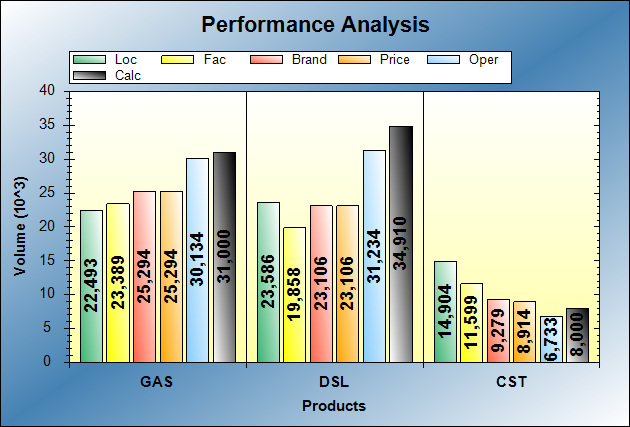 Performance Analysis
Loc Fac Brand Price Oper
Calc
Volume (10^3)
40
35
30
25
20
15
10
5
0
22,493 23,389 25,294 25,294 30,134 31,000
23,586 19,858 23,106 23,106 31,234 34,910
14,904 11,599 9,279 8,914 6,733 8,000
GAS DSL CST
Products